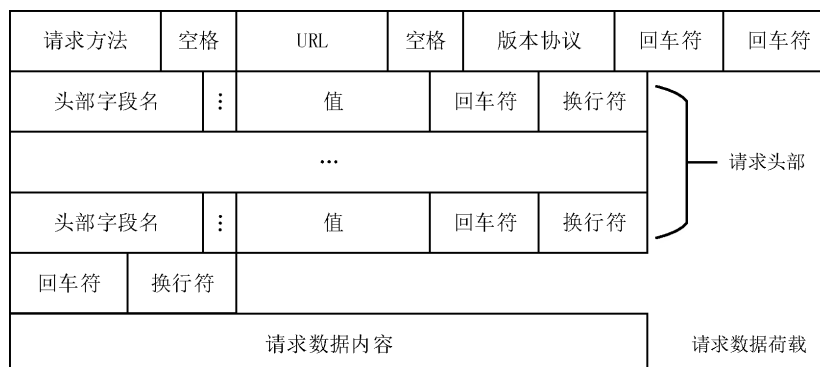 请求方法 空格 URL 空格 版本协议 回车符 回车符
头部字段名 ⋮ 值 回车符 换行符
…
请求头部
头部字段名 ⋮ 值 回车符 换行符
回车符 换行符
请求数据内容 请求数据荷载